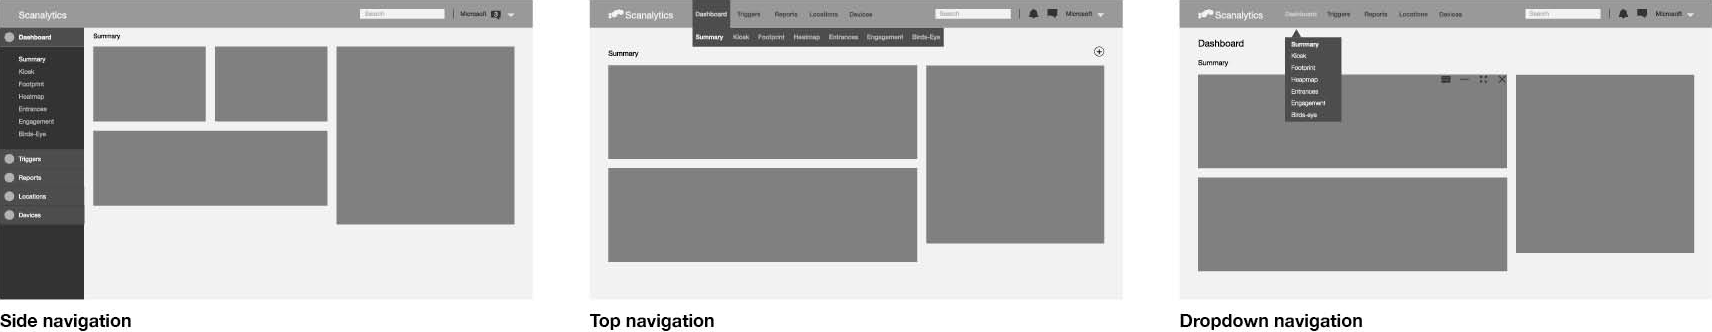 Scanalytics
Search
Microsoft
Dashboard
Summary
Kiosk
Footprint
Heatmap
Entrances
Engagement
Birds-Eye
Triggers
Reports
Locations
Devices
Summary
Side navigation
Scanalytics
Dashboard Triggers Reports Locations Devices
Search
Microsoft
Summary Kiosk Footprint Heatmap Entrances Engagement Birds-Eye
Summary
Top navigation
Scanalytics
Dashboard Triggers Reports Locations Devices
Search
Microsoft
Dashboard
Summary
Summary
Kiosk
Footprint
Heapmap
Entrances
Engagement
Birds-eye
Dropdown navigation